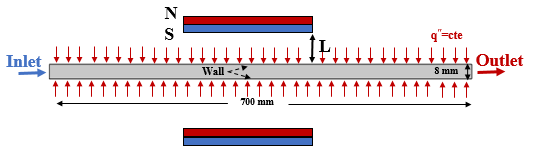 N
S
L
q"=cte
Inlet
Outlet
Wall
8 mm
700 mm